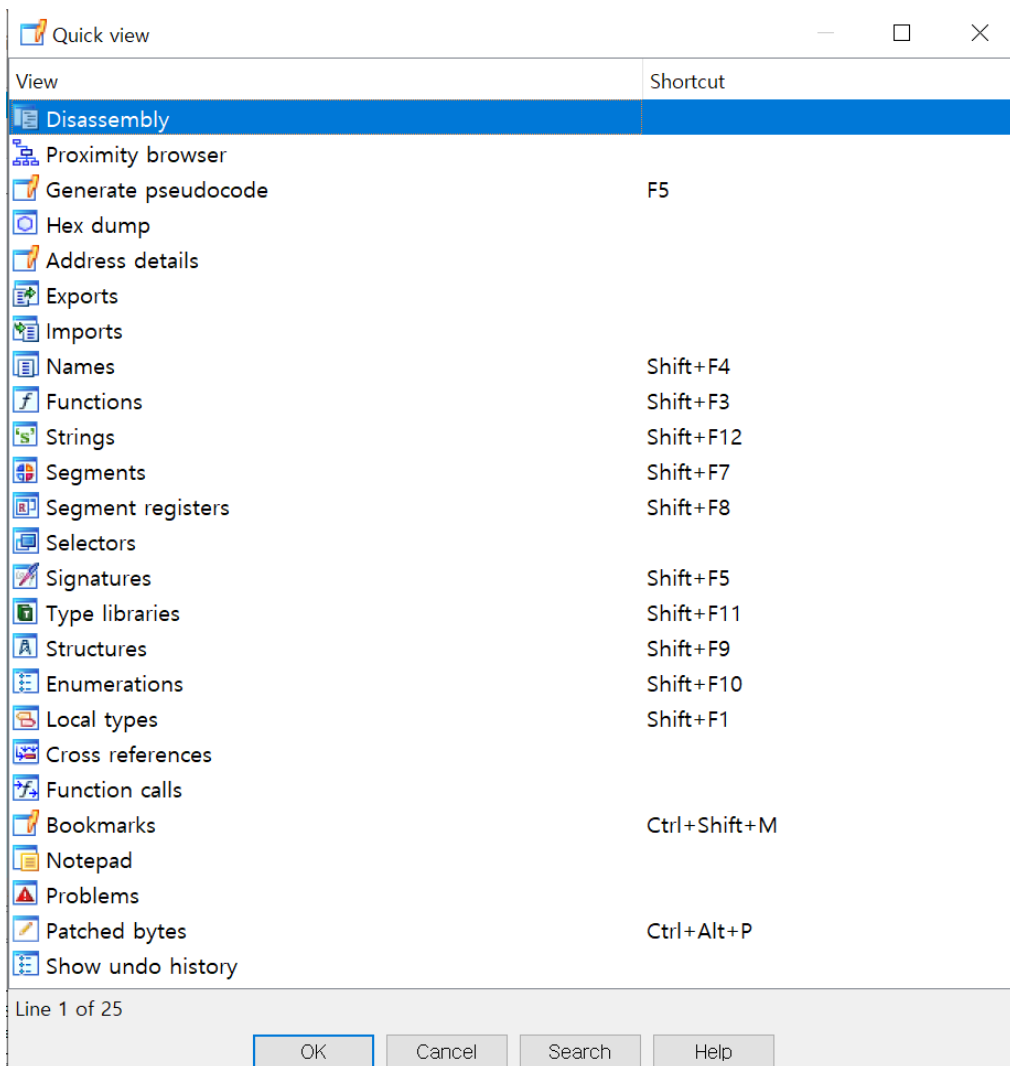 Quick view
View Shortcut
Disassembly
Proximity browser
Generate pseudocode F5
Hex dump
Address details
Exports
Imports
Names Shift+F4
Functions Shift+F3
Strings Shift+F12
Segments Shift+F7
Segment registers Shift+F8
Selectors
Signatures Shift+F5
Type libraries Shift+F11
Structures Shift+F9
Enumerations Shift+F10
Local types Shift+F1
Cross references
Function calls
Bookmarks Ctrl+Shift+M
Notepad
Problems
Patched bytes Ctrl+Alt+P
Show undo history
Line 1 of 25
OK Cancel Search Help